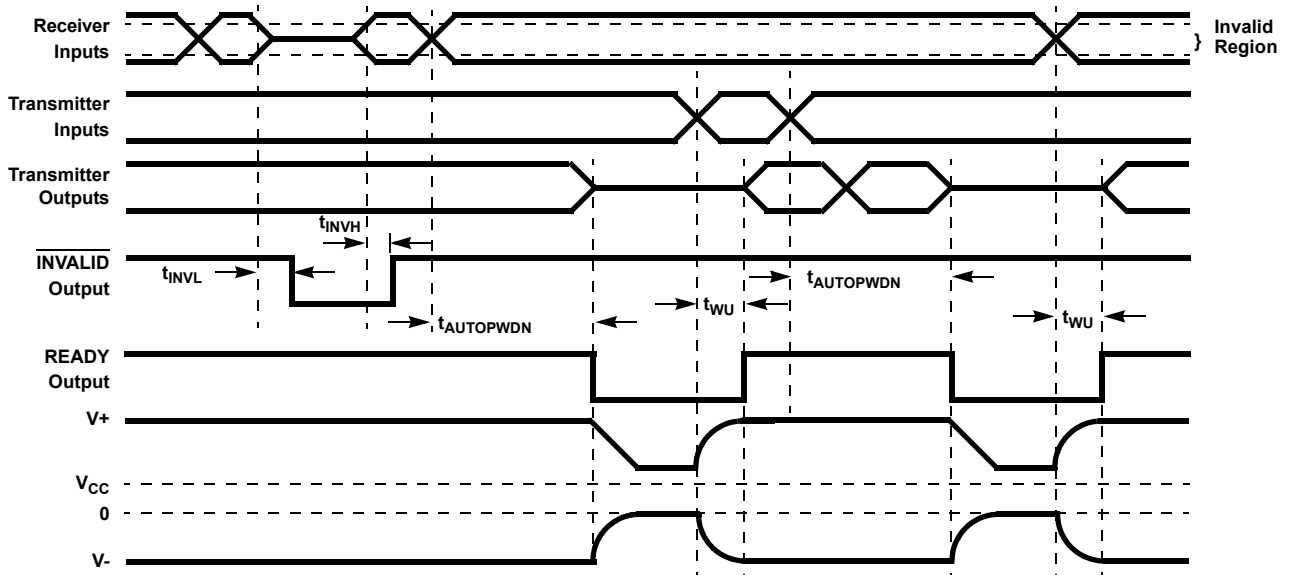 Receiver
Inputs
} Invalid
Region
Transmitter
Inputs
Transmitter
Outputs
tINVH
INVALID
Output
tINVL
tAUTOPWDN
tWU
tAUTOPWDN
tWU
READY
Output
V+
VCC
0
V-